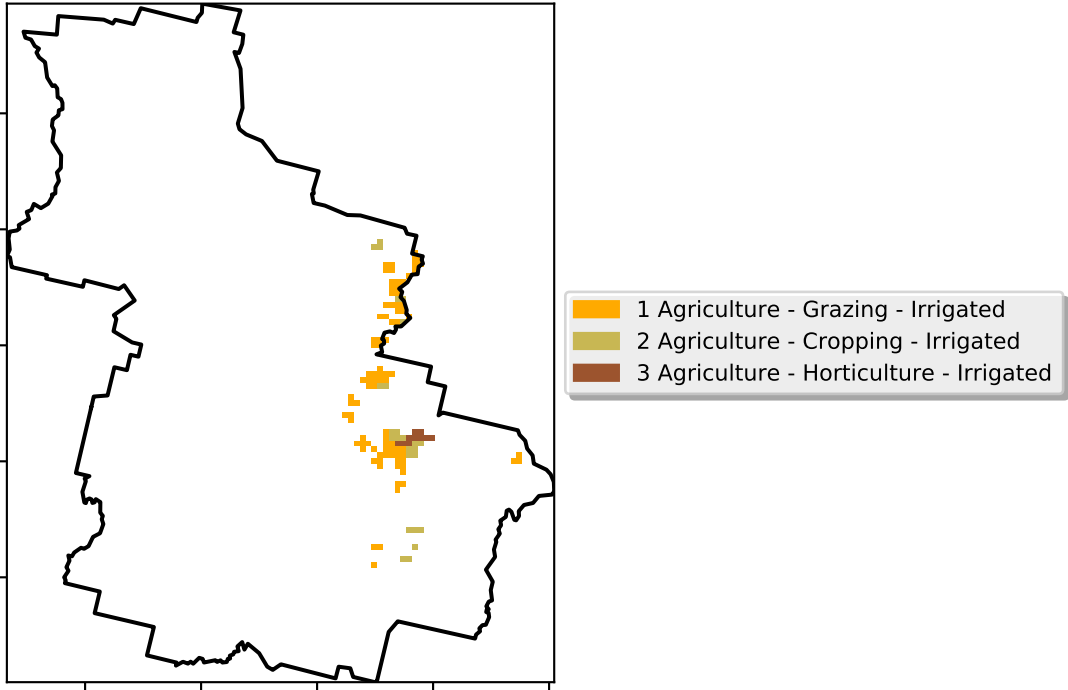 1 Agriculture - Grazing - Irrigated
2 Agriculture - Cropping - Irrigated
3 Agriculture - Horticulture - Irrigated